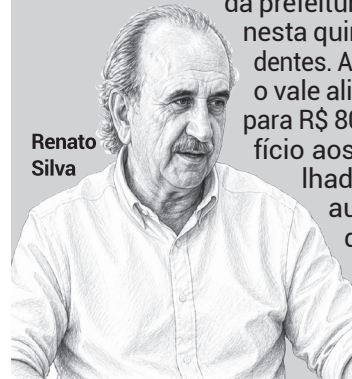 da prefeitur
nesta quin
dentes. A
o vale ali
para R$ 80
fício aos
lhad
au
Renato
Silva